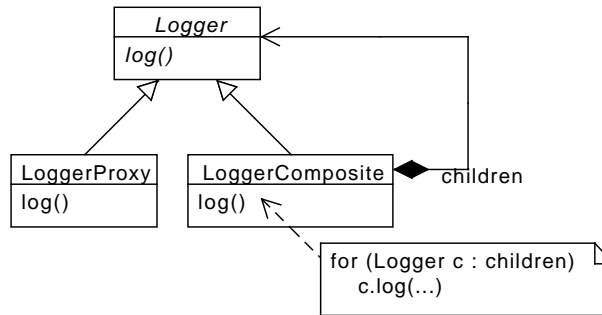 Logger
log()
LoggerProxy
log()
LoggerComposite
log()
children
for (Logger c : children)
c.log(...)